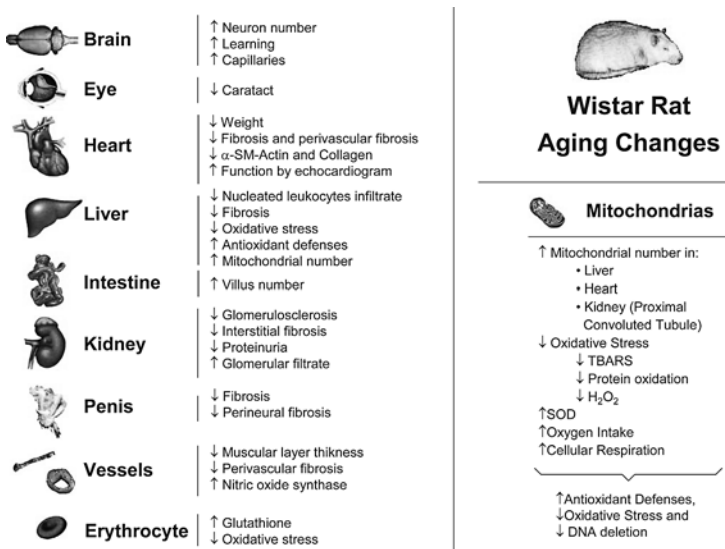 Brain
↑ Neuron number
↑ Learning
↑ Capillaries
Eye
↓ Caratact
Heart
↓ Weight
↓ Fibrosis and perivascular fibrosis
↓ α-SM-Actin and Collagen
↑ Function by echocardiogram
Liver
↓ Nucleated leukocytes infiltrate
↓ Fibrosis
↓ Oxidative stress
↑ Antioxidant defenses
↑ Mitochondrial number
Intestine
↑ Villus number
Kidney
↓ Glomerulosclerosis
↓ Interstitial fibrosis
↓ Proteinuria
↑ Glomerular filtrate
Penis
↓ Fibrosis
↓ Perineural fibrosis
Vessels
↓ Muscular layer thikness
↓ Perivascular fibrosis
↑ Nitric oxide synthase
Erythrocyte
↑ Glutathione
↓ Oxidative stress
Wistar Rat
Aging Changes
Mitochondrias
↑ Mitochondrial number in:
• Liver
• Heart
• Kidney (Proximal
Convoluted Tubule)
↓ Oxidative Stress
↓ TBARS
↓ Protein oxidation
↓ H₂O₂
↑SOD
↑Oxygen Intake
↑Cellular Respiration
↑Antioxidant Defenses,
↓Oxidative Stress and
↓ DNA deletion